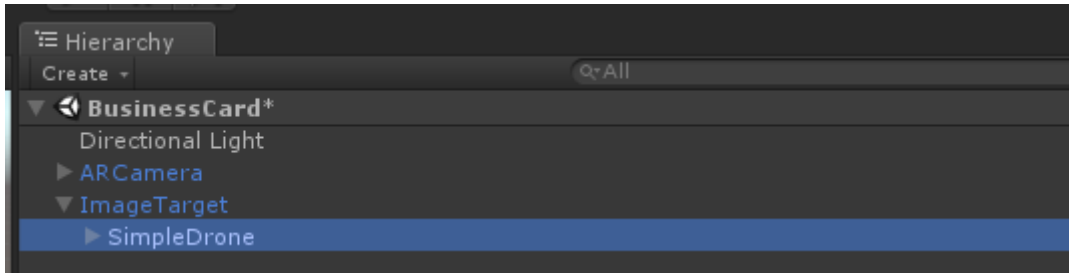 Hierarchy
Create All
BusinessCard*
Directional Light
ARCamera
ImageTarget
SimpleDrone